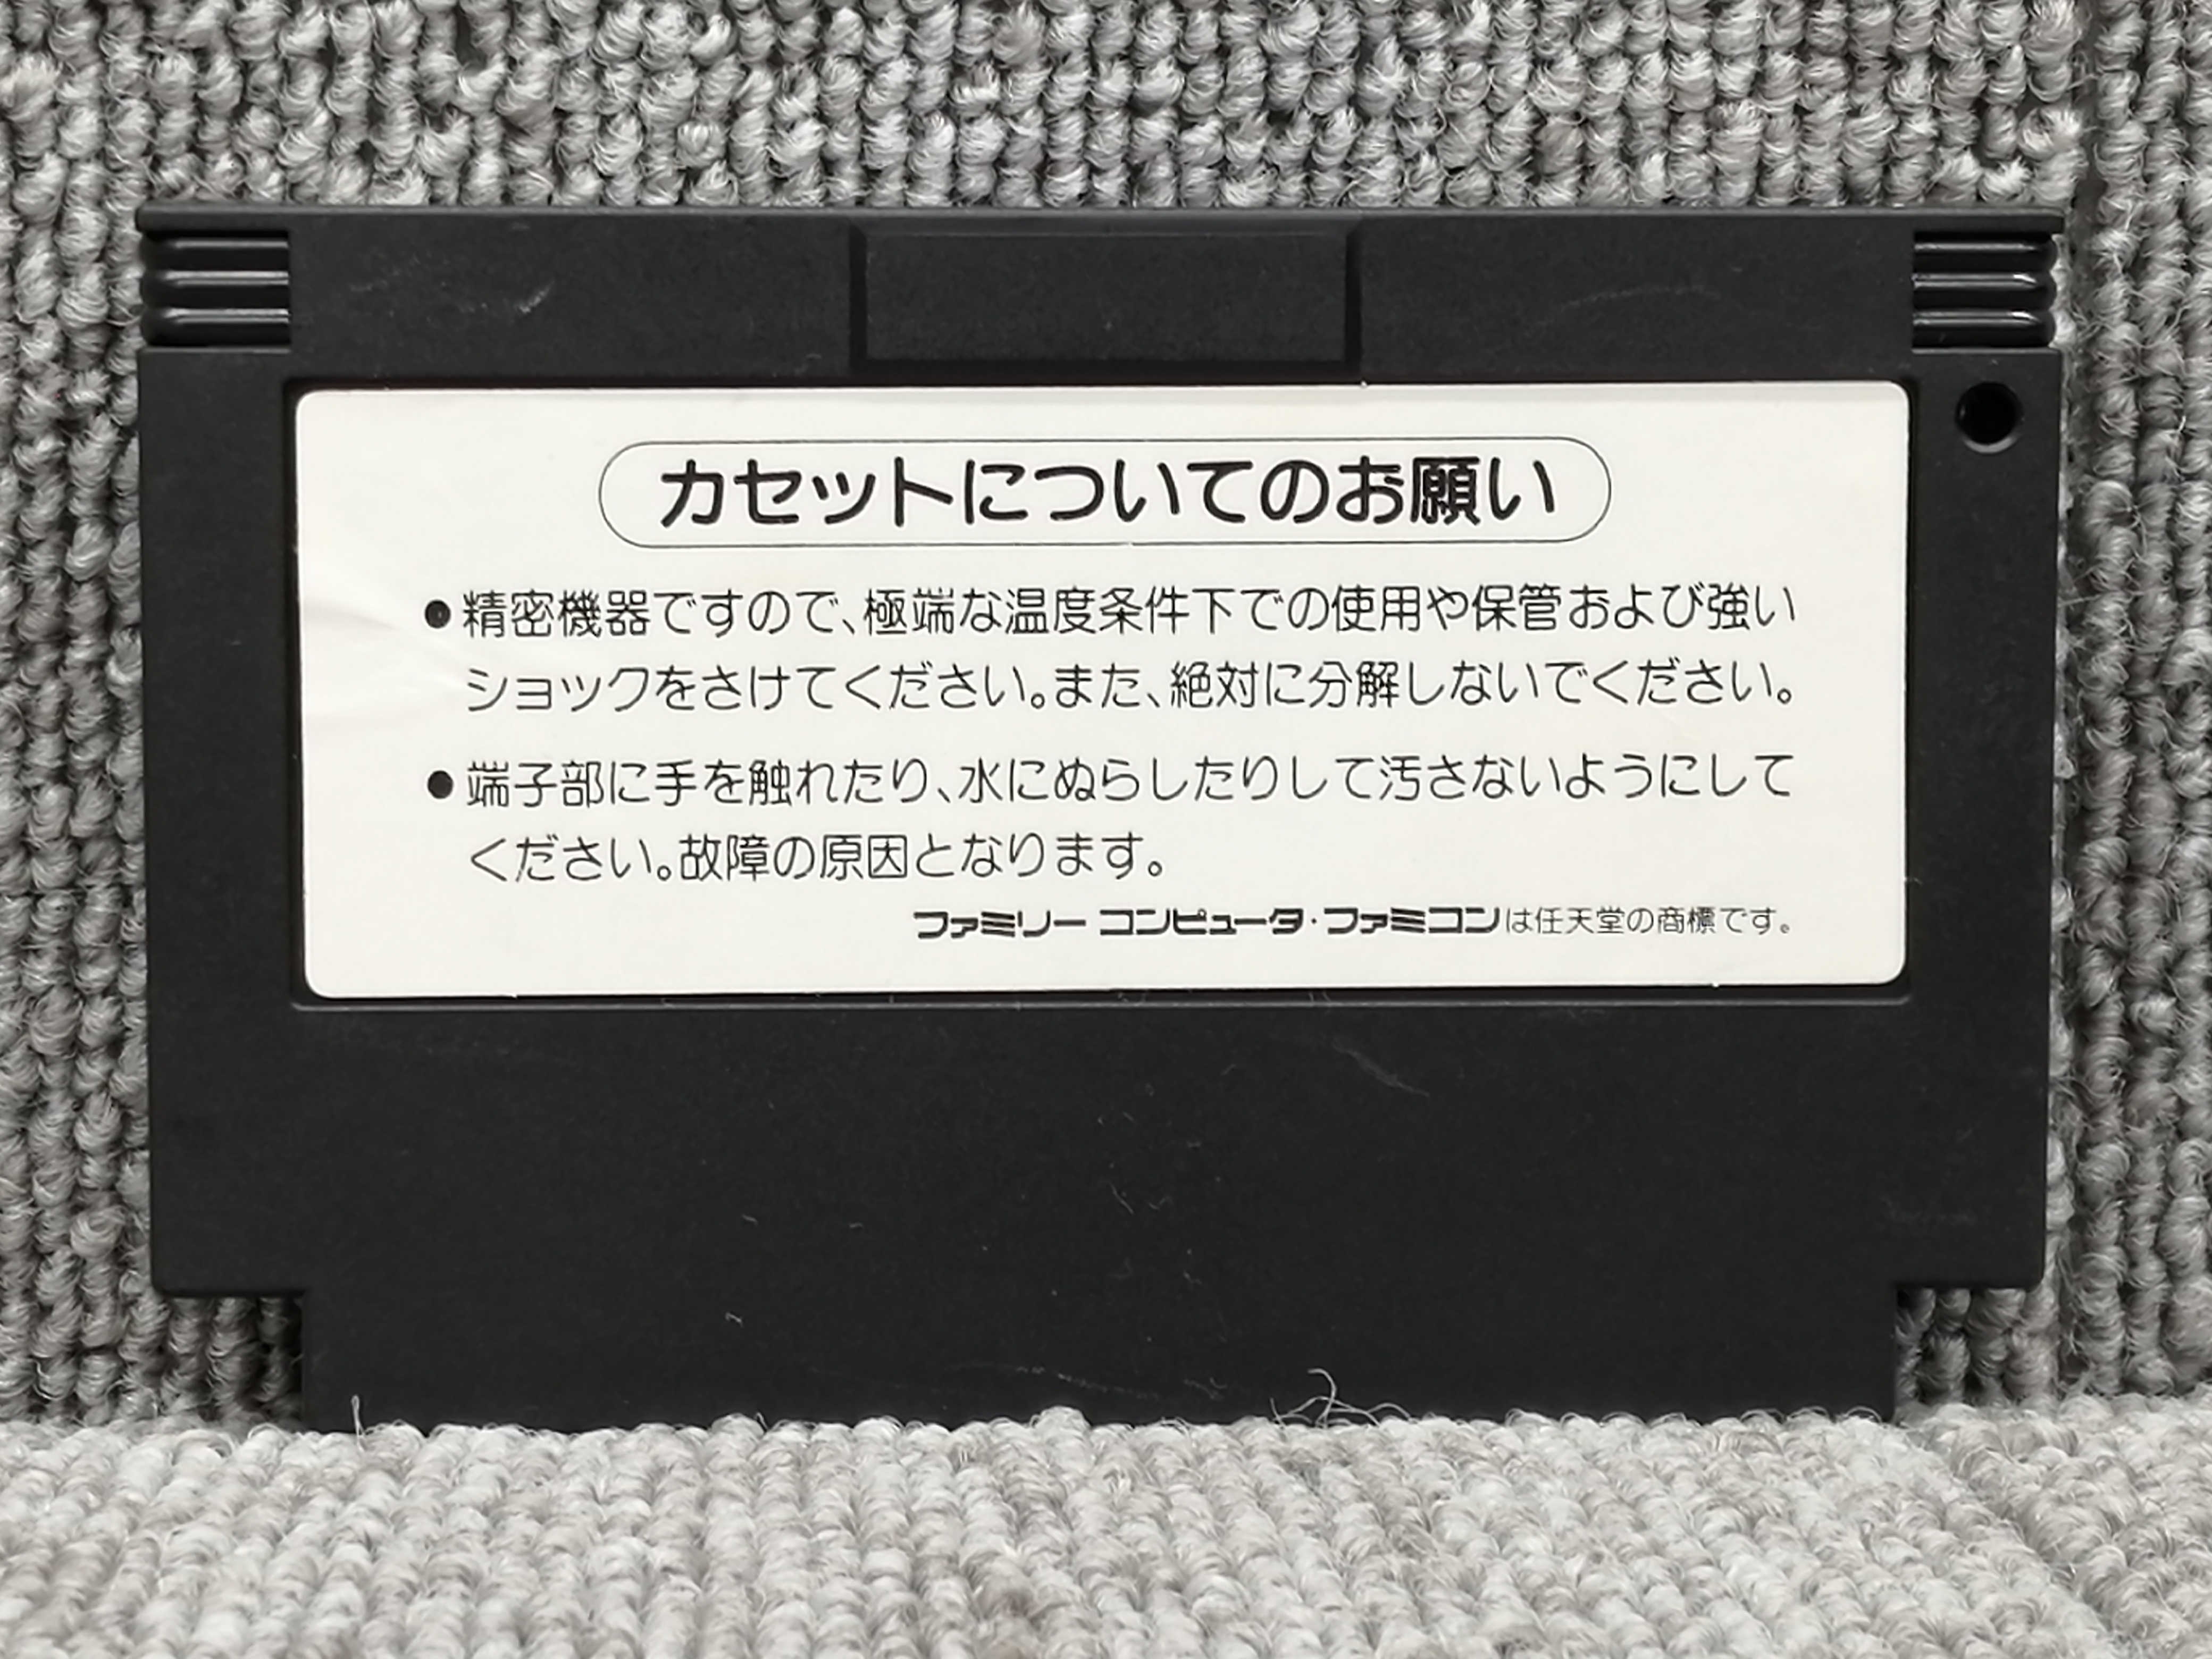 カセットについてのお願い
●精密機器ですので、極端な温度条件下での使用や保管および強い
ショックをさけてください。また、絶対に分解しないでください。
●端子部に手を触れたり、水にぬらしたりして汚さないようにして
ください。故障の原因となります。
ファミリー コンピュータ・ファミコンは任天堂の商標です。